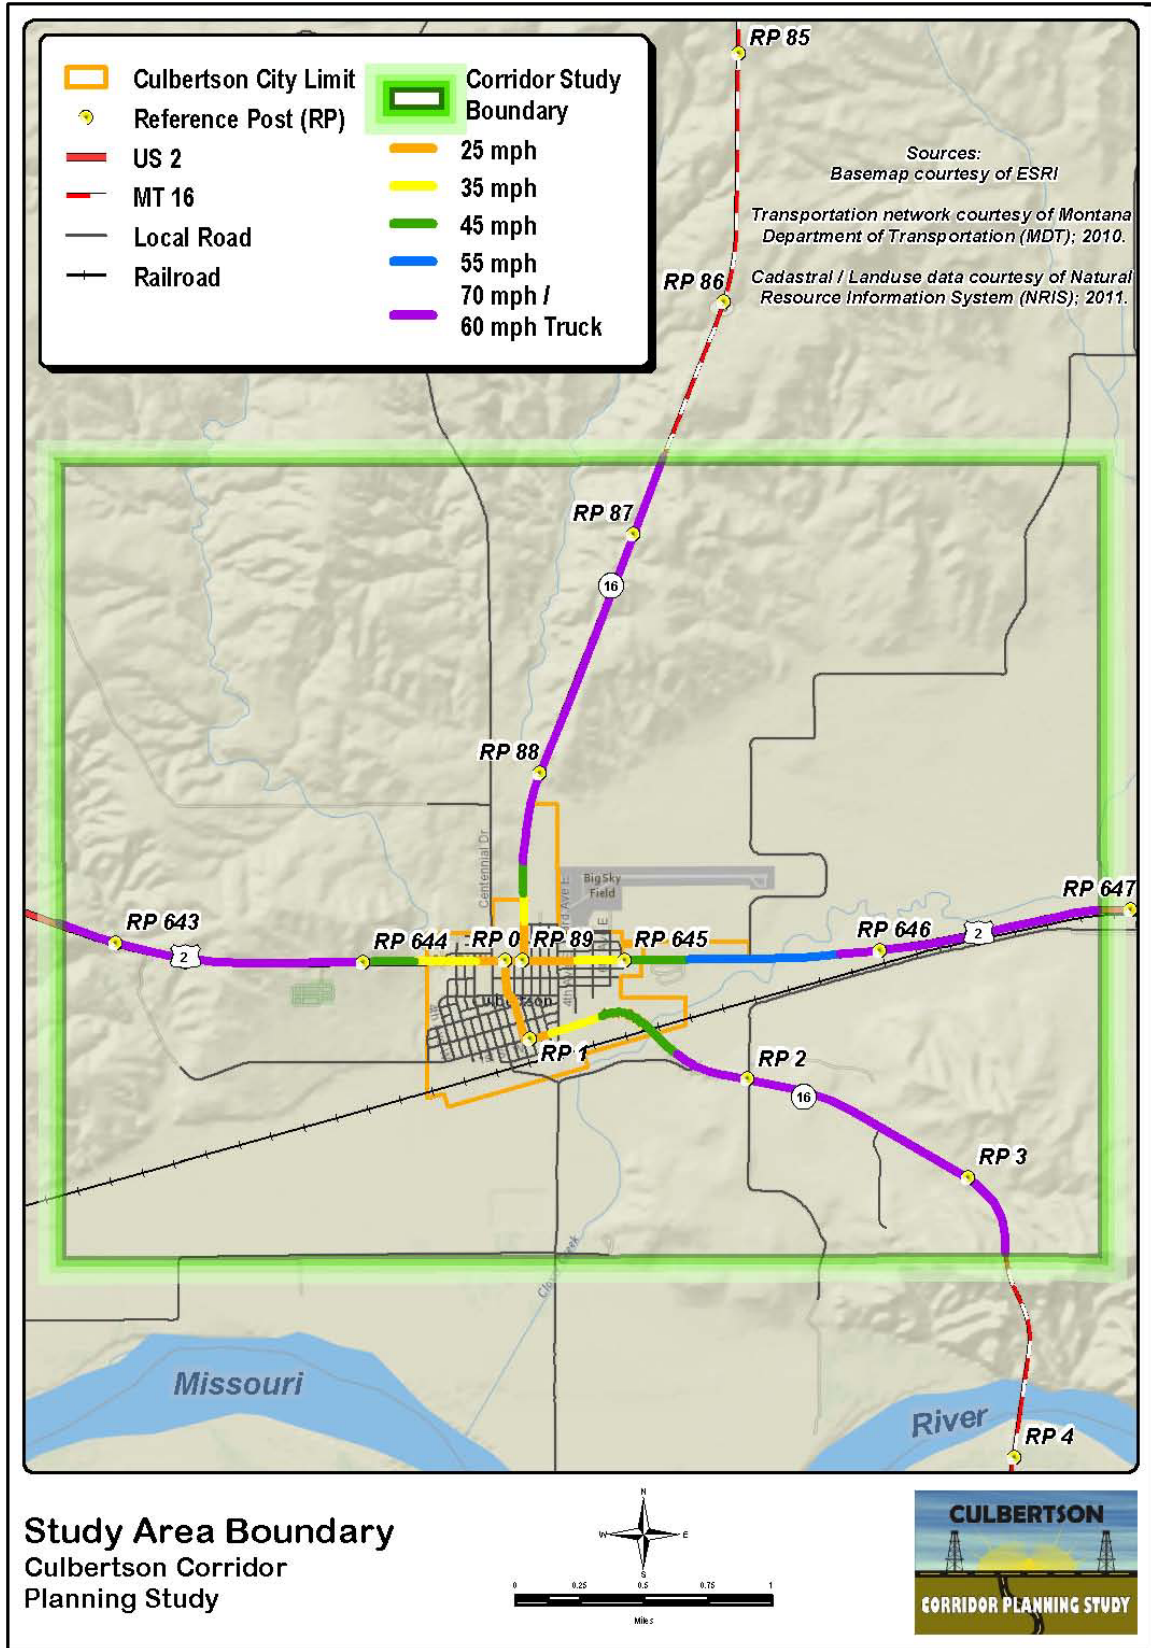 Culbertson City Limit
Reference Post (RP)
US 2
MT 16
Local Road
Railroad
Corridor Study
Boundary
25 mph
35 mph
45 mph
55 mph
70 mph /
60 mph Truck
RP 85
Sources:
Basemap courtesy of ESRI
Transportation network courtesy of Montana
Department of Transportation (MDT); 2010.
Cadastral / Landuse data courtesy of Natural
Resource Information System (NRIS); 2011.
RP 86
RP 87
16
RP 88
Centennial Dr
BigSky
Field
RP 643
2
RP 644
RP 0
RP 89
RP 645
RP 646
2
RP 647
RP 1
RP 2
16
RP 3
Creek
Missouri
River
RP 4
Study Area Boundary
Culbertson Corridor
Planning Study
N
W
E
S
0
0.25
0.5
0.75
1
Miles
CULBERTSON
CORRIDOR PLANNING STUDY